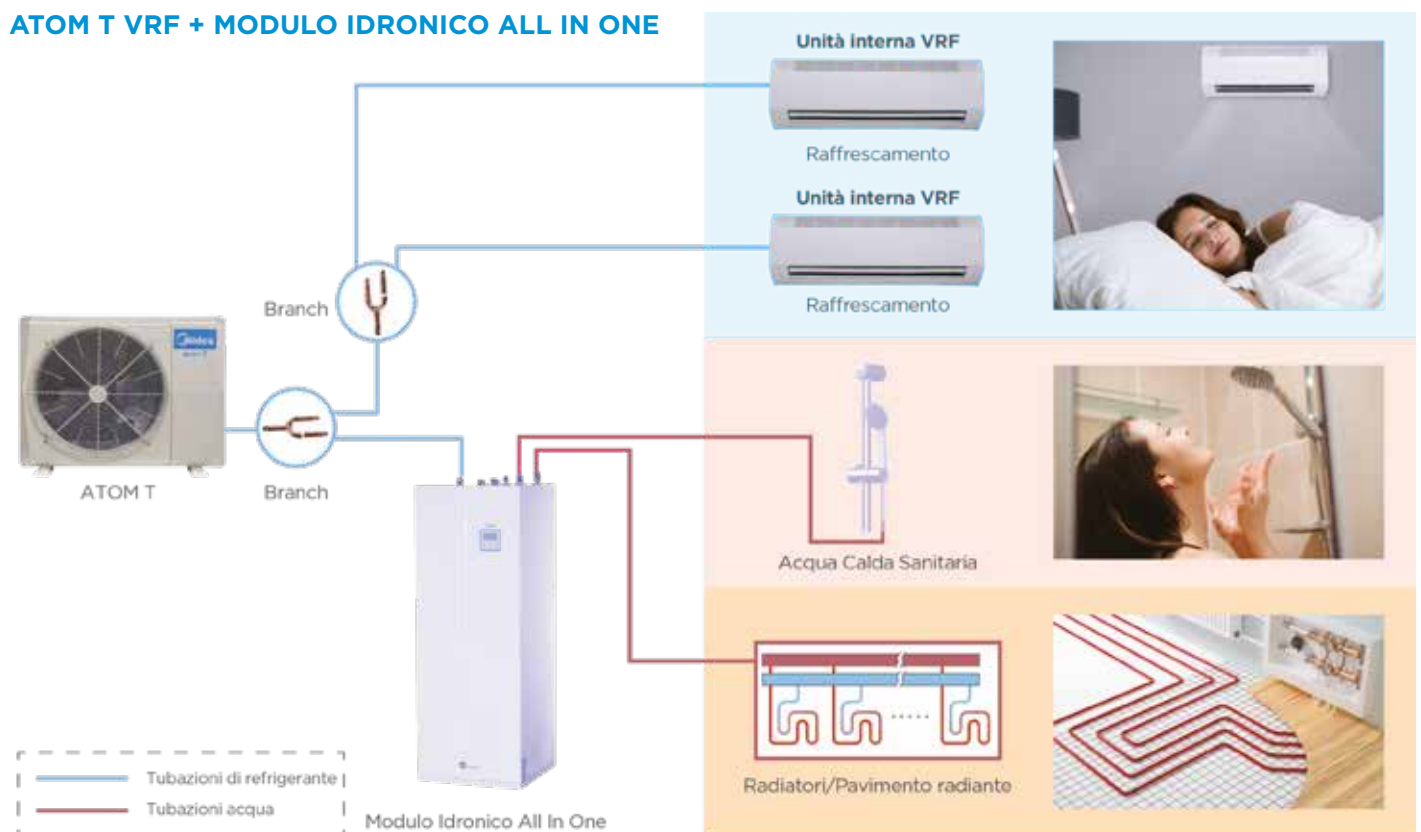 ATOM T VRF + MODULO IDRONICO ALL IN ONE
Unità interna VRF
Raffrescamento
Unità interna VRF
Raffrescamento
Branch
Midea
ATOM T
Branch
Acqua Calda Sanitaria
Radiatori/Pavimento radiante
Tubazioni di refrigerante
Tubazioni acqua
Modulo Idronico All In One